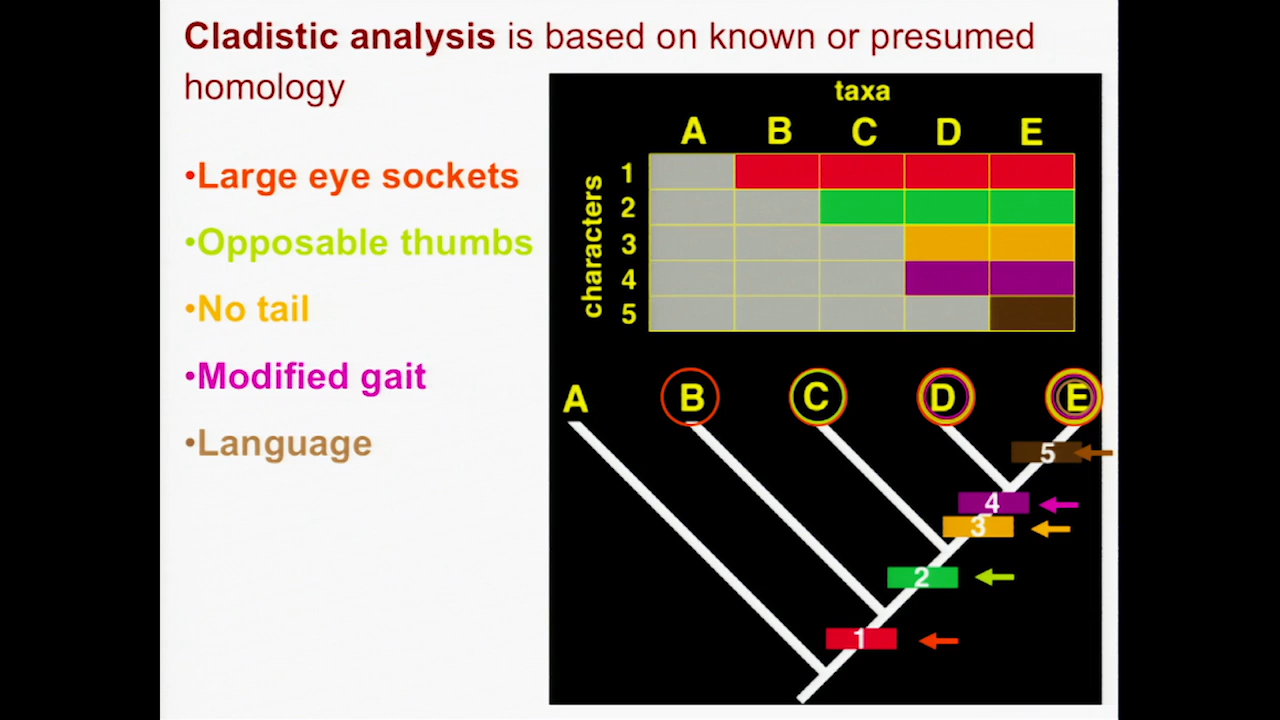 Cladistic analysis is based on known or presumed
homology
•Large eye sockets
•Opposable thumbs
•No tail
•Modified gait
•Language
taxa
A B C D E
characters
1
2
3
4
5
A B C D E
5
4
3
2
1